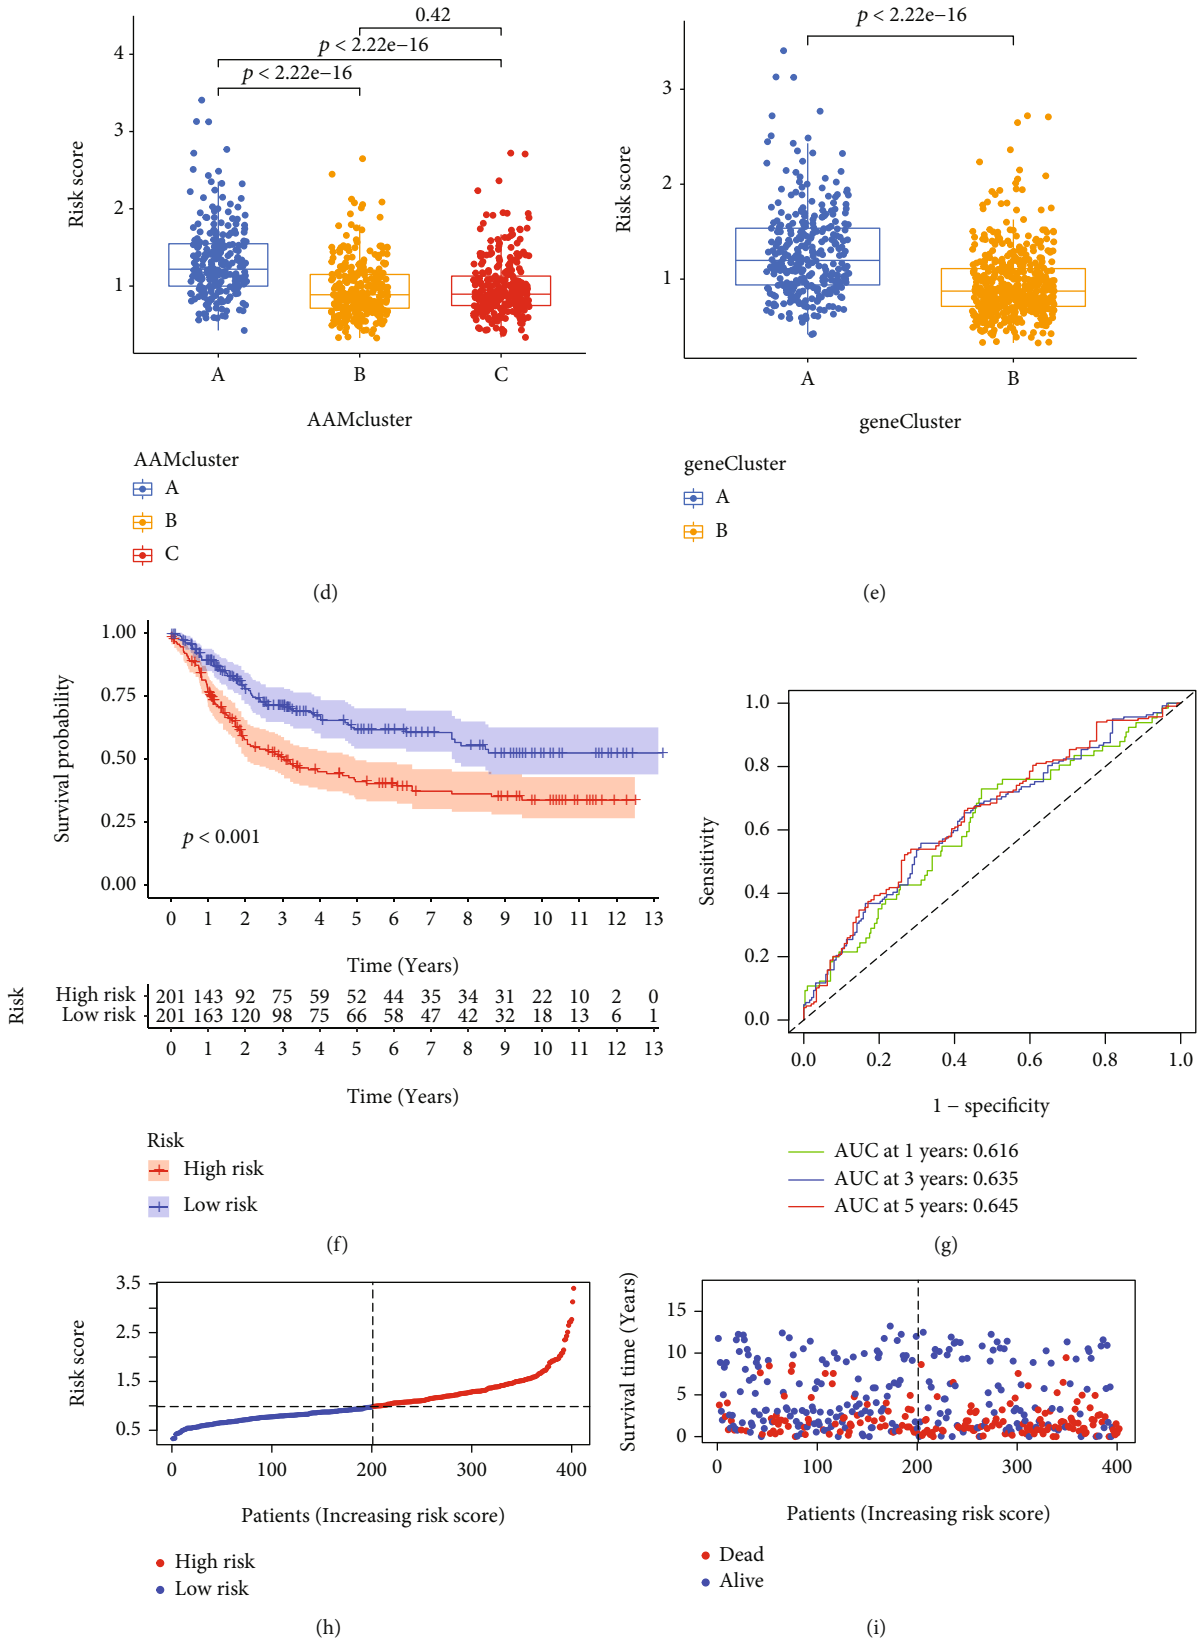 0.42
p < 2.22e−16
p < 2.22e−16
4
3
2
1
Risk score
A B C
AAMcluster
AAMcluster
A
B
C
(d)
p < 2.22e−16
3
2
1
Risk score
A B
geneCluster
geneCluster
A
B
(e)
1.00
0.75
0.50
0.25
0.00
Survival probability
p < 0.001
0 1 2 3 4 5 6 7 8 9 10 11 12 13
Time (Years)
Risk
High risk 201 143 92 75 59 52 44 35 34 31 22 10 2 0
Low risk 201 163 120 98 75 66 58 47 42 32 18 13 6 1
0 1 2 3 4 5 6 7 8 9 10 11 12 13
Time (Years)
Risk
High risk
Low risk
(f)
1.0
0.8
0.6
0.4
0.2
0.0
Sensitivity
0.0 0.2 0.4 0.6 0.8 1.0
1 − specificity
AUC at 1 years: 0.616
AUC at 3 years: 0.635
AUC at 5 years: 0.645
(g)
3.5
2.5
1.5
0.5
Risk score
0 100 200 300 400
Patients (Increasing risk score)
High risk
Low risk
(h)
15
10
5
0
Survival time (Years)
0 100 200 300 400
Patients (Increasing risk score)
Dead
Alive
(i)